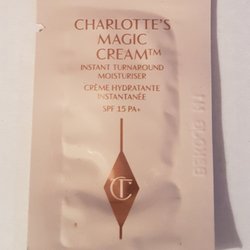 CHARLOTTE'S
MAGIC
CREAM™
INSTANT TURNAROUND
MOISTURISER
CRÈME HYDRATANTE
INSTANTANÉE
SPF 15 PA+
CT